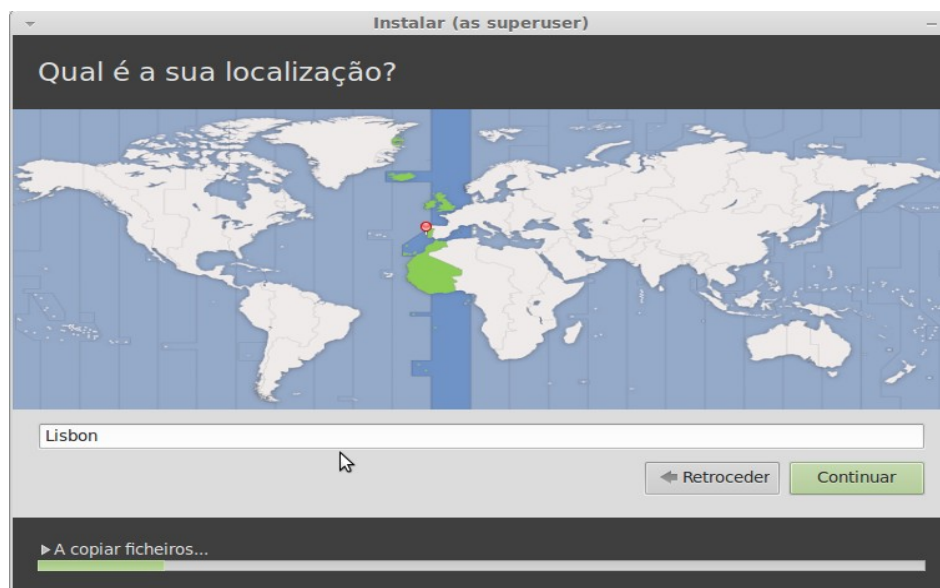 Instalar (as superuser)
Qual é a sua localização?
Lisbon
Retroceder
Continuar
A copiar ficheiros...